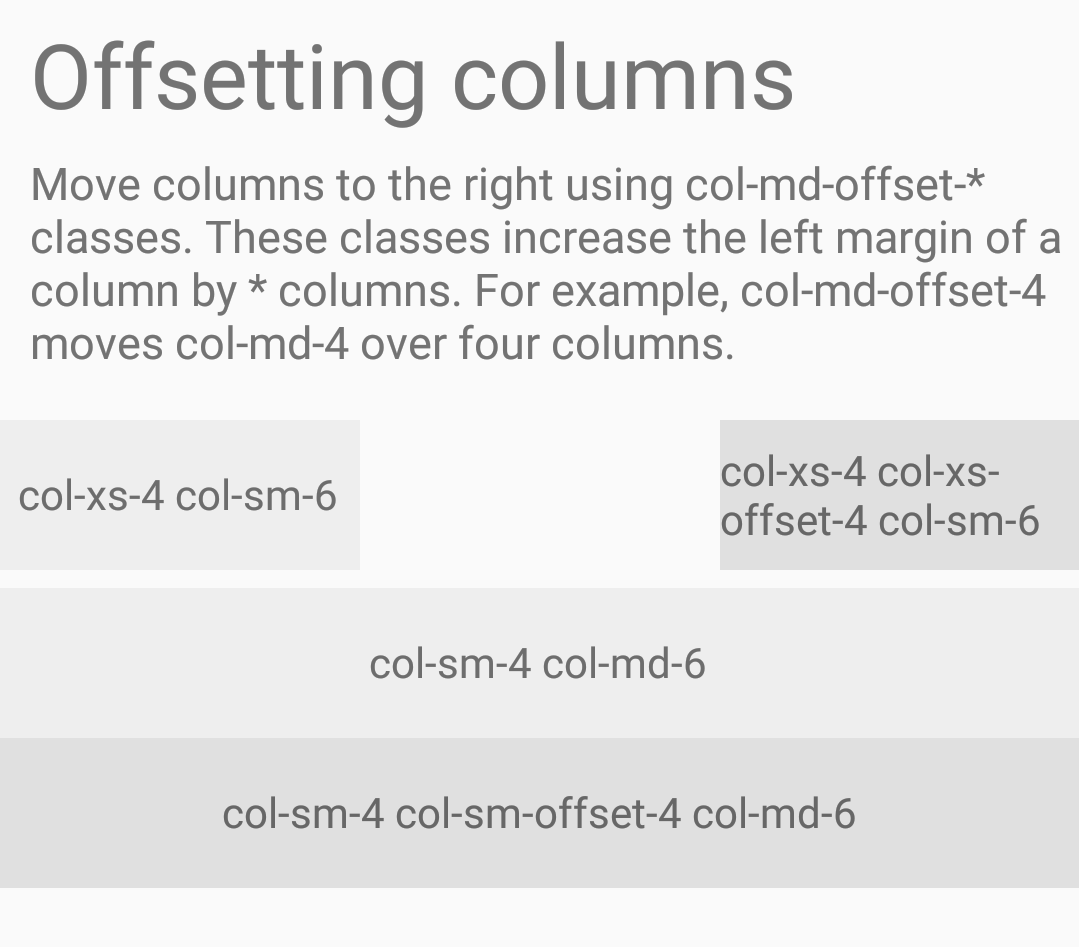 Offsetting columns
Move columns to the right using col-md-offset-*
classes. These classes increase the left margin of a
column by * columns. For example, col-md-offset-4
moves col-md-4 over four columns.
col-xs-4 col-sm-6
col-xs-4 col-xs-
offset-4 col-sm-6
col-sm-4 col-md-6
col-sm-4 col-sm-offset-4 col-md-6